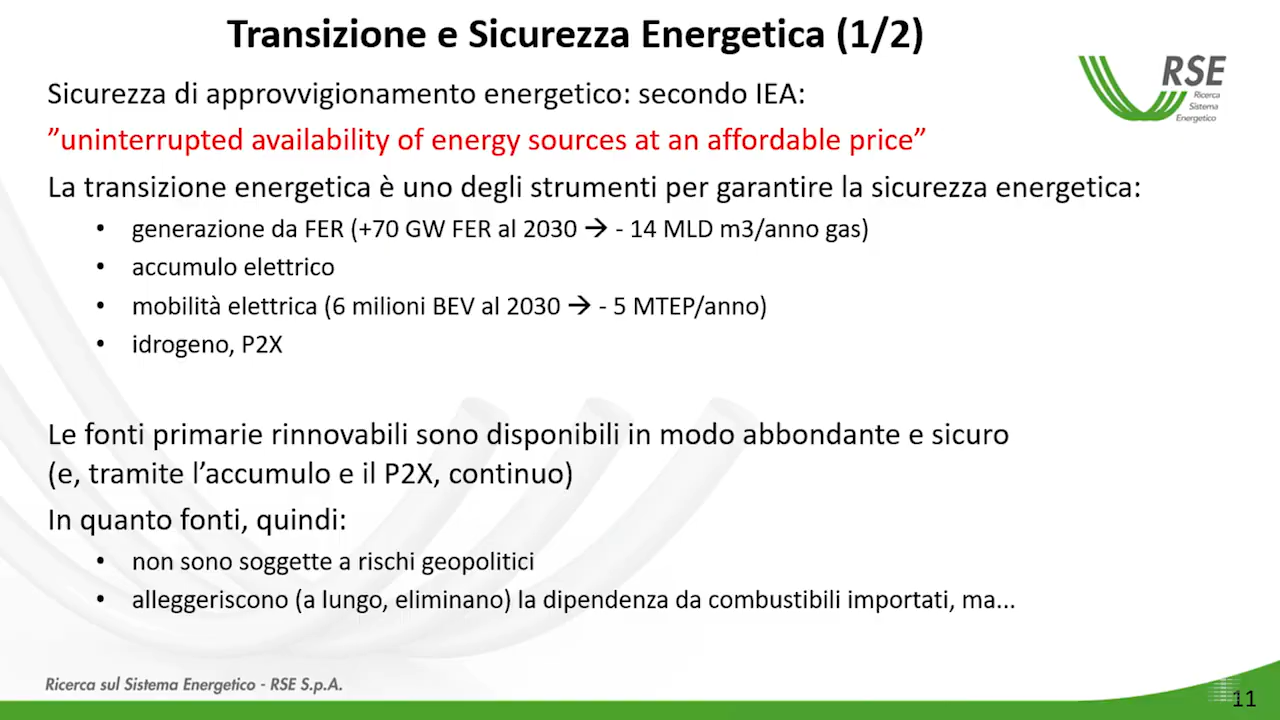 Transizione e Sicurezza Energetica (1/2)
RSE
Ricerca
Sistema
Energetico
Sicurezza di approvvigionamento energetico: secondo IEA:
”uninterrupted availability of energy sources at an affordable price”
La transizione energetica è uno degli strumenti per garantire la sicurezza energetica:
• generazione da FER (+70 GW FER al 2030 → - 14 MLD m3/anno gas)
• accumulo elettrico
• mobilità elettrica (6 milioni BEV al 2030 → - 5 MTEP/anno)
• idrogeno, P2X
Le fonti primarie rinnovabili sono disponibili in modo abbondante e sicuro
(e, tramite l’accumulo e il P2X, continuo)
In quanto fonti, quindi:
• non sono soggette a rischi geopolitici
• alleggeriscono (a lungo, eliminano) la dipendenza da combustibili importati, ma...
Ricerca sul Sistema Energetico - RSE S.p.A.
11